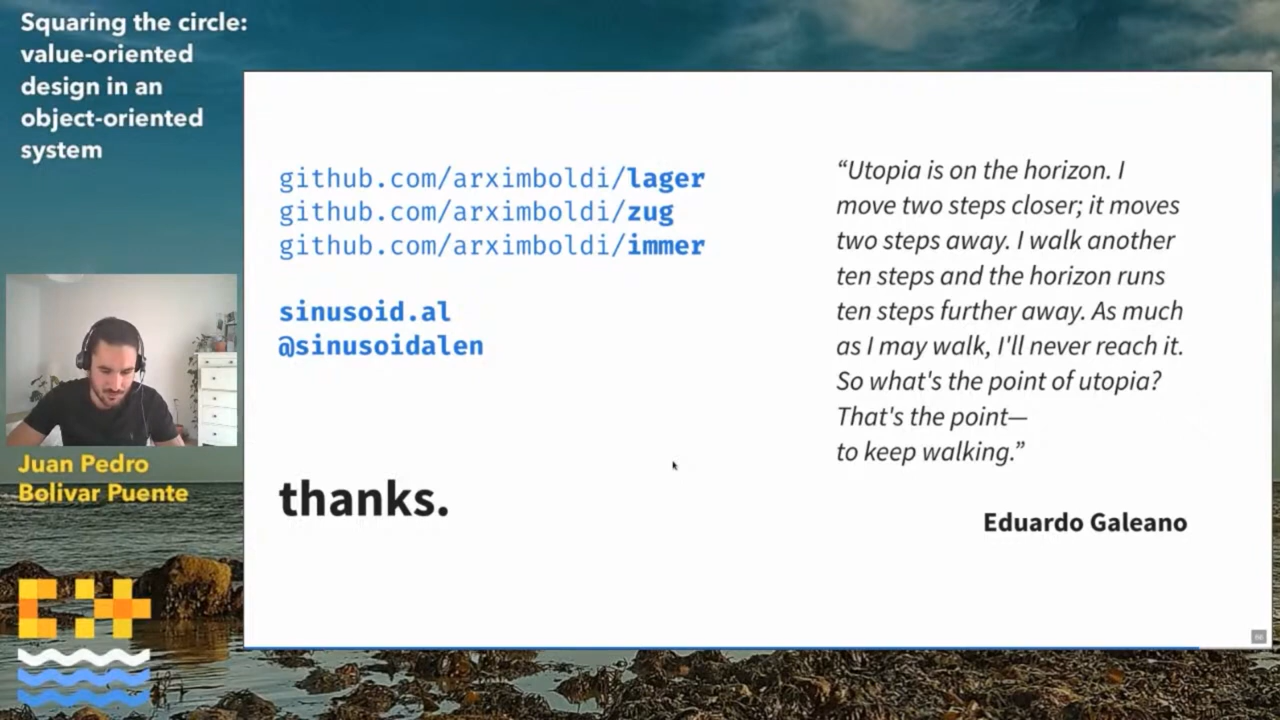 Squaring the circle:
value-oriented
design in an
object-oriented
system
github.com/arximboldi/lager
github.com/arximboldi/zug
github.com/arximboldi/immer
sinusoid.al
@sinusoidalen
thanks.
“Utopia is on the horizon. I
move two steps closer; it moves
two steps away. I walk another
ten steps and the horizon runs
ten steps further away. As much
as I may walk, I'll never reach it.
So what's the point of utopia?
That's the point—
to keep walking.”
Eduardo Galeano
Juan Pedro
Bolivar Puente
C++
66